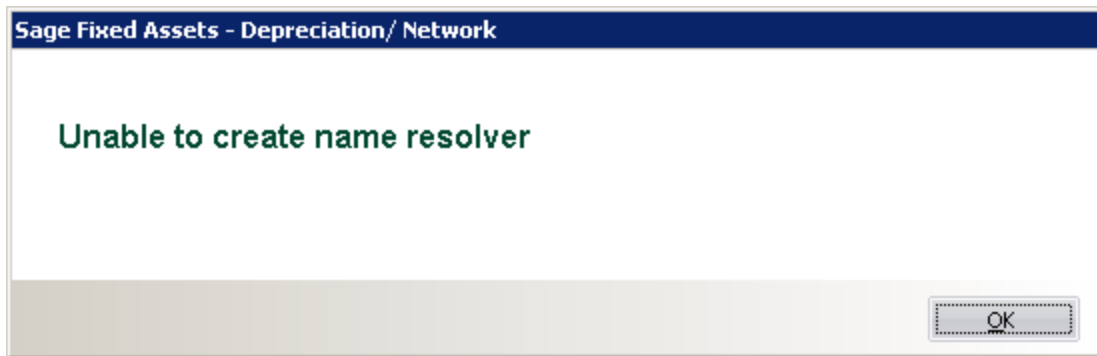 Sage Fixed Assets - Depreciation/ Network
Unable to create name resolver
OK